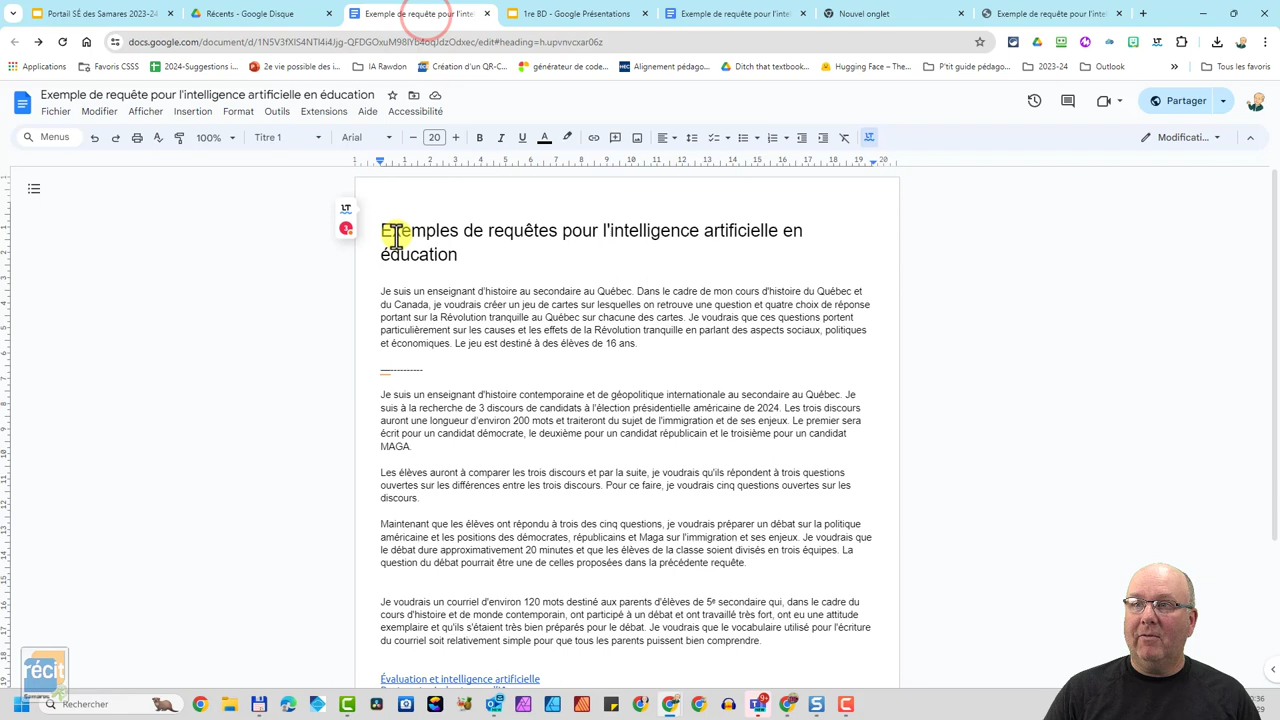 Portail SÉ des Samares 2023-24
Récents - Google Disque
Exemple de requête pour l'inte
1re BD - Google Présentations
Exemple de requête pour l'inte
Nouvel onglet
Exemple de requête pour l'inte
Applications
Favoris CSSS
2024-Suggestions i...
2e vie possible des i...
IA Rawdon
Création d'un QR-C...
générateur de code...
Alignement pédago...
Ditch that textbook...
Hugging Face – The...
P'tit guide pédago...
2023-24
Outlook
Tous les favoris
Exemple de requête pour l'intelligence artificielle en éducation
Fichier Modifier Affichage Insertion Format Outils Extensions Aide Accessibilité
Partager
Menus
100%
Titre 1
Arial
20
Modificati...
Exemples de requêtes pour l'intelligence artificielle en
éducation
Je suis un enseignant d'histoire au secondaire au Québec. Dans le cadre de mon cours d'histoire du Québec et
du Canada, je voudrais créer un jeu de cartes sur lesquelles on retrouve une question et quatre choix de réponse
portant sur la Révolution tranquille au Québec sur chacune des cartes. Je voudrais que ces questions portent
particulièrement sur les causes et les effets de la Révolution tranquille en parlant des aspects sociaux, politiques
et économiques. Le jeu est destiné à des élèves de 16 ans.
—-----------
Je suis un enseignant d'histoire contemporaine et de géopolitique internationale au secondaire au Québec. Je
suis à la recherche de 3 discours de candidats à l'élection présidentielle américaine de 2024. Les trois discours
auront une longueur d'environ 200 mots et traiteront du sujet de l'immigration et de ses enjeux. Le premier sera
écrit pour un candidat démocrate, le deuxième pour un candidat républicain et le troisième pour un candidat
MAGA.
Les élèves auront à comparer les trois discours et par la suite, je voudrais qu'ils répondent à trois questions
ouvertes sur les différences entre les trois discours. Pour ce faire, je voudrais cinq questions ouvertes sur les
discours.
Maintenant que les élèves ont répondu à trois des cinq questions, je voudrais préparer un débat sur la politique
américaine et les positions des démocrates, républicains et Maga sur l'immigration et ses enjeux. Je voudrais que
le débat dure approximativement 20 minutes et que les élèves de la classe soient divisés en trois équipes. La
question du débat pourrait être une de celles proposées dans la précédente requête.
Je voudrais un courriel d'environ 120 mots destiné aux parents d'élèves de 5e secondaire qui, dans le cadre du
cours d'histoire et de monde contemporain, ont participé à un débat et ont travaillé très fort, ont eu une attitude
exemplaire et qu'ils s'étaient très bien préparés pour le débat. Je voudrais que le vocabulaire utilisé pour l'écriture
du courriel soit relativement simple pour que tous les parents puissent bien comprendre.
Évaluation et intelligence artificielle
récit
Samares
Rechercher